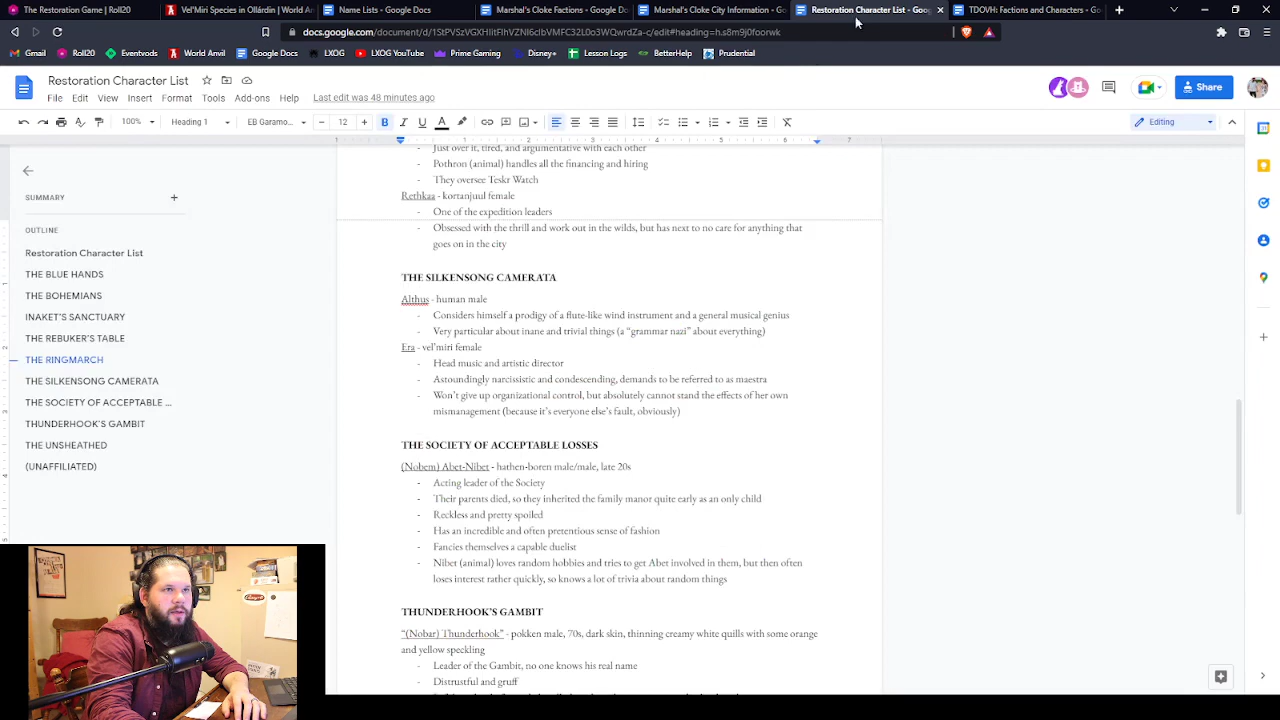 The Restoration Game | Roll20
Vel'Miri Species in Ollárdin | World An
Name Lists - Google Docs
Marshal's Cloke Factions - Google Do
Marshal's Cloke City Information - Go
Restoration Character List - Goog
TDOVH: Factions and Characters - Go
docs.google.com/document/d/
Gmail
Roll20
Eventbots
World Anvil
Google Drive
LXOG
LXOG YouTube
Prime Gaming
Discern
Lesson Logs
BetterHelp
Prudential
Restoration Character List
File Edit View Insert Format Tools Add-ons Help
Last edit was 48 minutes ago
Share
100%
Heading 1
EB Garamo...
12
Editing
Just over it, tired, and argumentative with each other
- Pothron (animal) handles all the financing and hiring
- They oversee Teskr Watch
Rethkaa - kortanjuul female
- One of the expedition leaders
- Obsessed with the thrill and work out in the wilds, but has next to no care for anything that
goes on in the city
THE SILKENSONG CAMERATA
Althus - human male
- Considers himself a prodigy of a flute-like wind instrument and a general musical genius
- Very particular about inane and trivial things (a “grammar nazi” about everything)
Era - vel’miri female
- Head music and artistic director
- Astoundingly narcissistic and condescending, demands to be referred to as maestra
- Won’t give up organizational control, but absolutely cannot stand the effects of her own
mismanagement (because it’s everyone else’s fault, obviously)
THE SOCIETY OF ACCEPTABLE LOSSES
(Nobem) Abet-Nibet - hathen-boren male/male, late 20s
- Acting leader of the Society
- Their parents died, so they inherited the family manor quite early as an only child
- Reckless and pretty spoiled
- Has an incredible and often pretentious sense of fashion
- Fancies themselves a capable duelist
- Nibet (animal) loves random hobbies and tries to get Abet involved in them, but then often
loses interest rather quickly, so knows a lot of trivia about random things
THUNDERHOOK’S GAMBIT
“(Nobar) Thunderhook” - pokken male, 70s, dark skin, thinning creamy white quills with some orange
and yellow speckling
- Leader of the Gambit, no one knows his real name
- Distrustful and gruff
SUMMARY
OUTLINE
Restoration Character List
THE BLUE HANDS
THE BOHEMIANS
INAKET'S SANCTUARY
THE REBUKER'S TABLE
THE RINGMARCH
THE SILKENSONG CAMERATA
THE SOCIETY OF ACCEPTABLE ...
THUNDERHOOK'S GAMBIT
THE UNSHEATHED
(UNAFFILIATED)